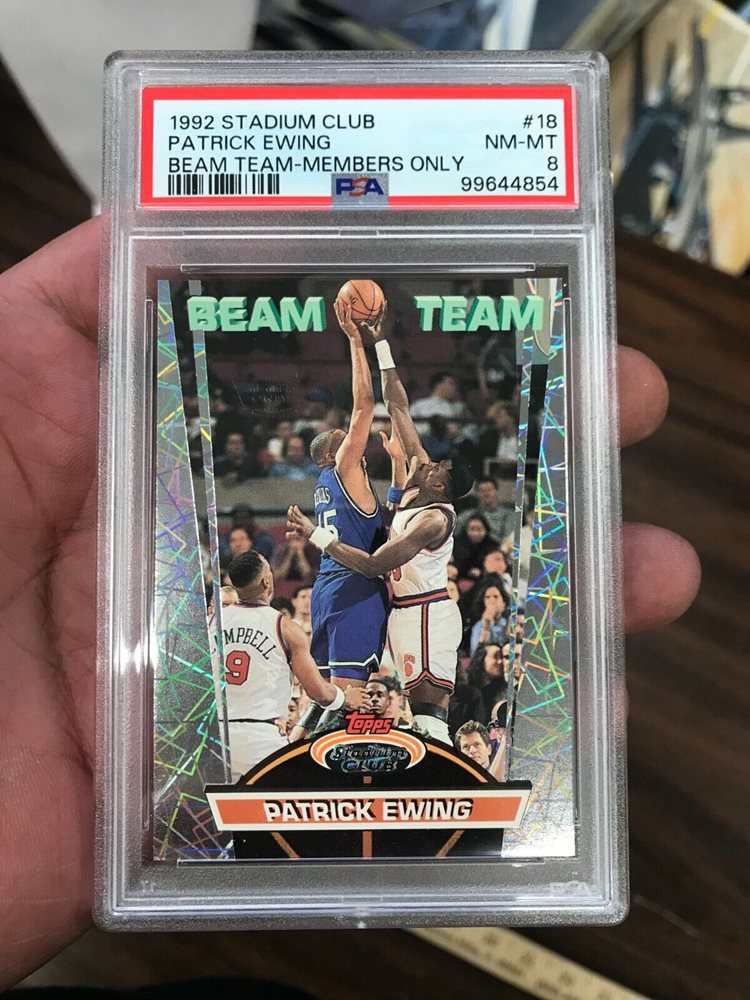 1992 STADIUM CLUB #18
PATRICK EWING NM-MT
BEAM TEAM-MEMBERS ONLY 8
PSA 99644854
BEAM TEAM
CAMPBELL
9
Topps
Stadium
CLUB
PATRICK EWING